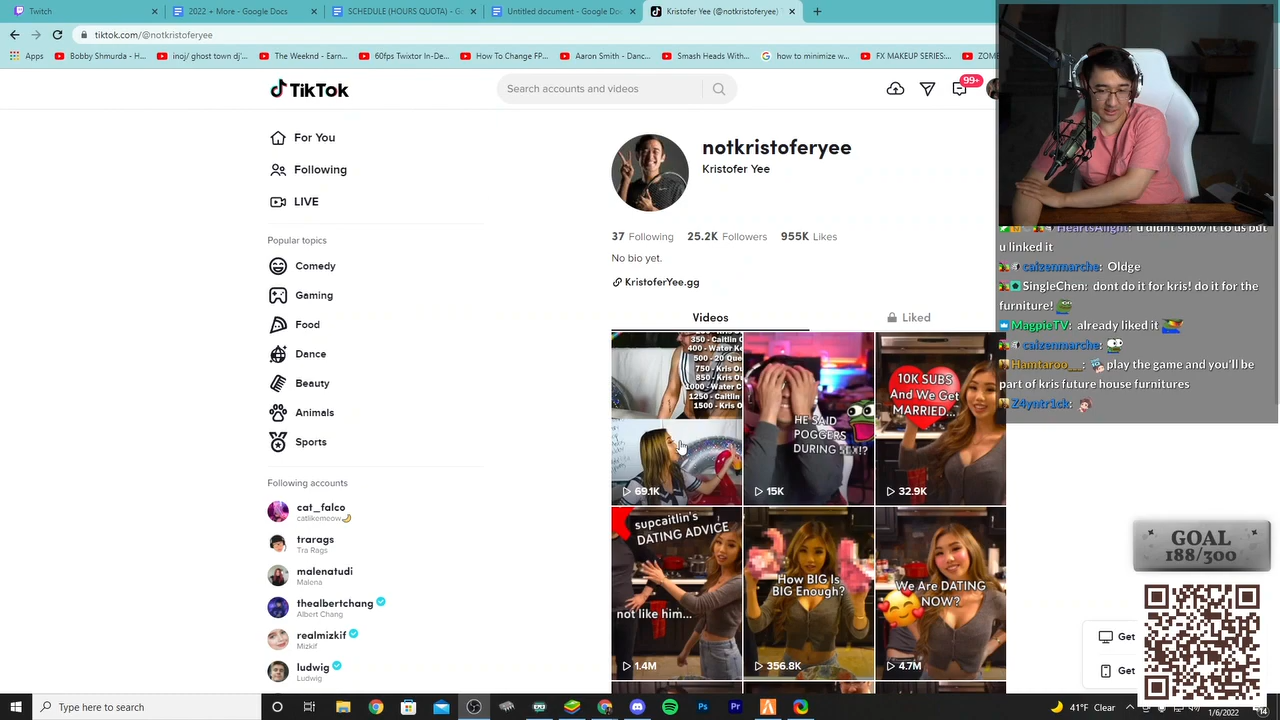 Twitch
2022 + More - Google Docs
SCHEDULE (HOURS QUOTA) - G
Untitled document - Google Doc
Kristofer Yee (@notkristoferyee)
tiktok.com/@notkristoferyee
Apps
Bobby Shmurda - H...
inoj/ ghost town dj'...
The Weeknd - Earn...
60fps Twixtor In-De...
How To Change FP...
Aaron Smith - Danc...
Smash Heads With...
how to minimize w...
FX MAKEUP SERIES:...
ZOM
TikTok
Search accounts and videos
99+
For You
Following
LIVE
Popular topics
Comedy
Gaming
Food
Dance
Beauty
Animals
Sports
Following accounts
cat_falco
catlikemeow
trarags
Tra Rags
malenatudi
Malena
thealbertchang
Albert Chang
realmizkif
Mizkif
ludwig
Ludwig
notkristoferyee
Kristofer Yee
37 Following 25.2K Followers 955K Likes
No bio yet.
KristoferYee.gg
Videos
Liked
350 - Caitlin
400 - Water
500 - 20 Que
750 - Kris
850 - Kris
1000 - Water
1250 - Caitlin
1500 - Kris
69.1K
HE SAID
POGGERS
DURING
15K
10K SUBS
And We Get
MARRIED...
32.9K
supcaitlin's
DATING ADVICE
not like him...
1.4M
How BIG Is
BIG Enough?
356.8K
We Are DATING
NOW?
4.7M
HeartsAlight: u didnt show it to us but
u linked it
caizenmarche: Oldge
SingleChen: dont do it for kris! do it for the
furniture!
MagpieTV: already liked it
caizenmarche:
Hamtaroo__: play the game and you'll be
part of kris future house furnitures
Z4yntr1ck:
GOAL
188/300
Get
Get
Type here to search
41°F Clear
1/6/2022
14